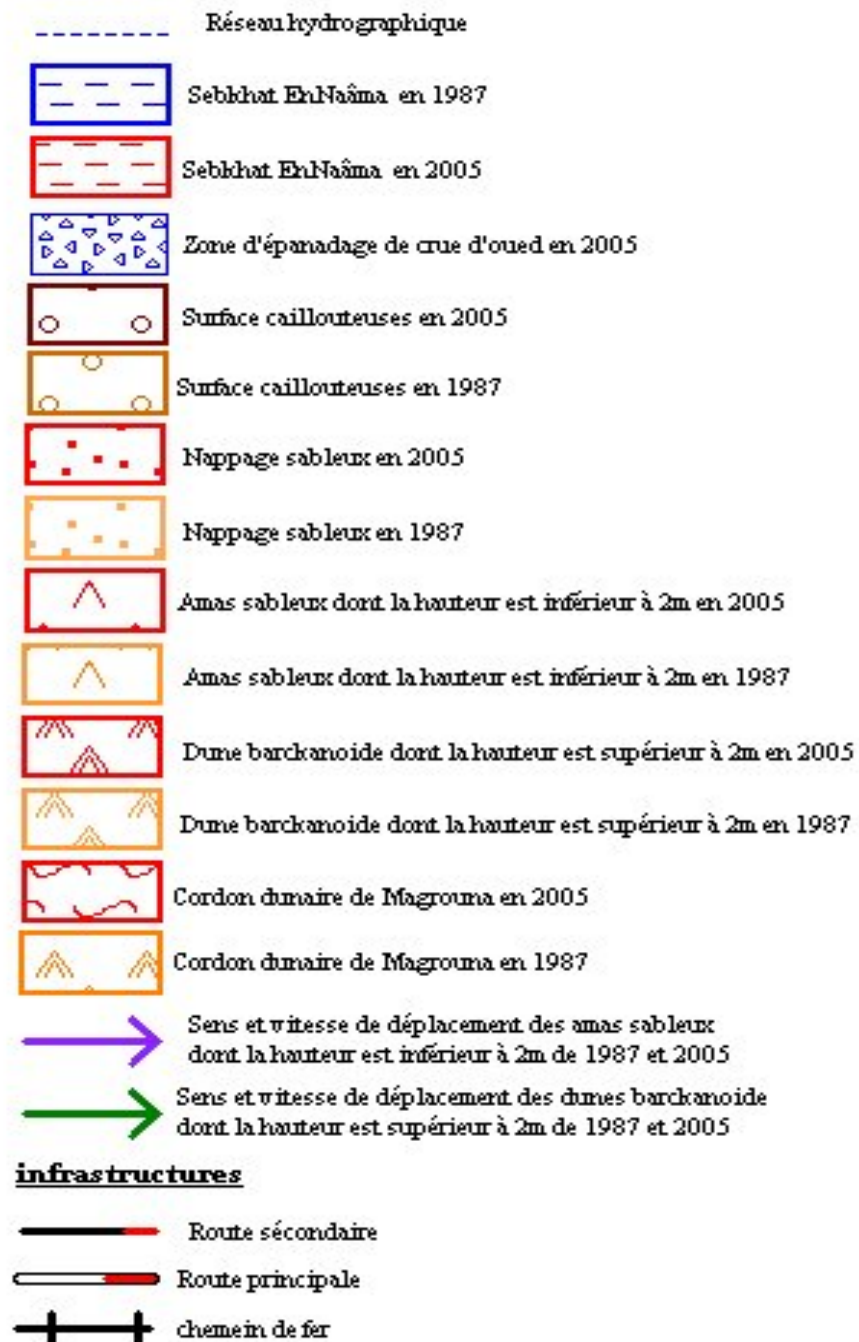 Réseau hydrographique
Sebkhat EnNaâma en 1987
Sebkhat EnNaâma en 2005
Zone d'épanadage de crue d'oued en 2005
Surface caillouteuses en 2005
Surface caillouteuses en 1987
Nappage sableux en 2005
Nappage sableux en 1987
Amas sableux dont la hauteur est inférieur à 2m en 2005
Amas sableux dont la hauteur est inférieur à 2m en 1987
Dune barckanoide dont la hauteur est supérieur à 2m en 2005
Dune barckanoide dont la hauteur est supérieur à 2m en 1987
Cordon dunaire de Magrouna en 2005
Cordon dunaire de Magrouna en 1987
Sens et vitesse de déplacement des amas sableux
dont la hauteur est inférieur à 2m de 1987 et 2005
Sens et vitesse de déplacement des dunes barckanoide
dont la hauteur est supérieur à 2m de 1987 et 2005
infrastructures
Route sécondaire
Route principale
chemein de fer